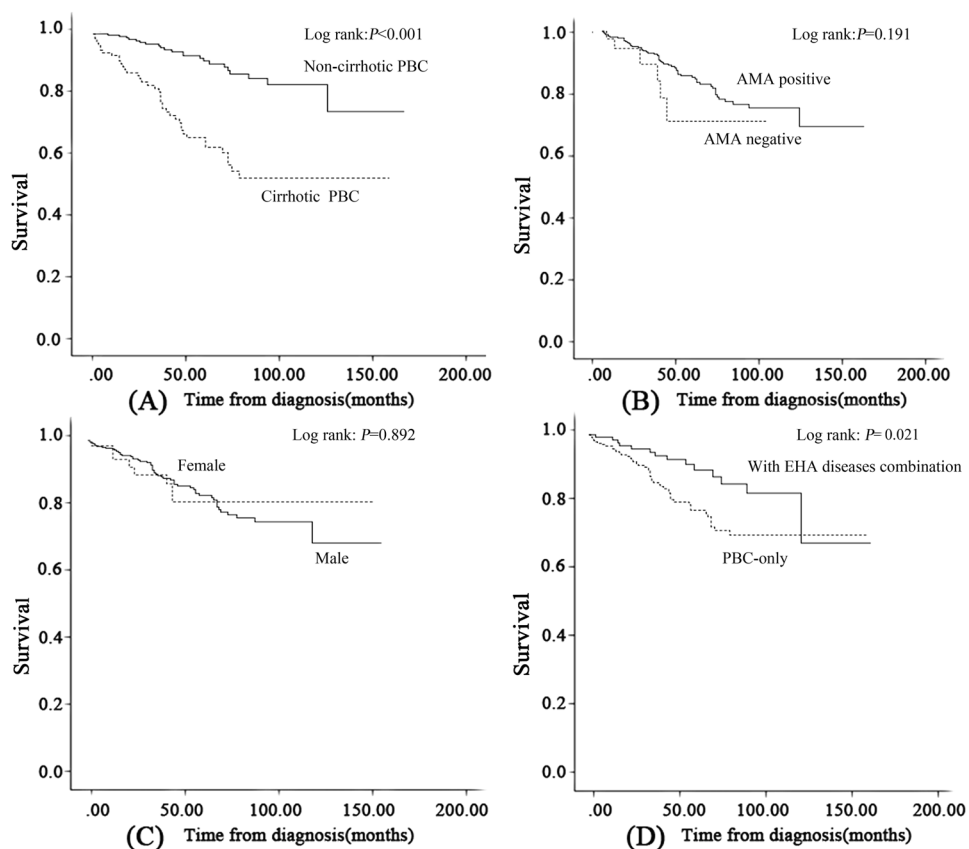 1.0
0.8
0.6
0.4
0.2
0.0
Survival
Log rank:P<0.001
Non-cirrhotic PBC
Cirrhotic PBC
.00 50.00 100.00 150.00 200.00
(A) Time from diagnosis(months)
1.0
0.8
0.6
0.4
0.2
0.0
Survival
Log rank: P=0.191
AMA positive
AMA negative
.00 50.00 100.00 150.00 200.00
(B) Time from diagnosis(months)
1.0
0.8
0.6
0.4
0.2
0.0
Survival
Log rank: P=0.892
Female
Male
.00 50.00 100.00 150.00 200.00
(C) Time from diagnosis(months)
1.0
0.8
0.6
0.4
0.2
0.0
Survival
Log rank: P=0.021
With EHA diseases combination
PBC-only
.00 50.00 100.00 150.00 200.00
(D) Time from diagnosis(months)